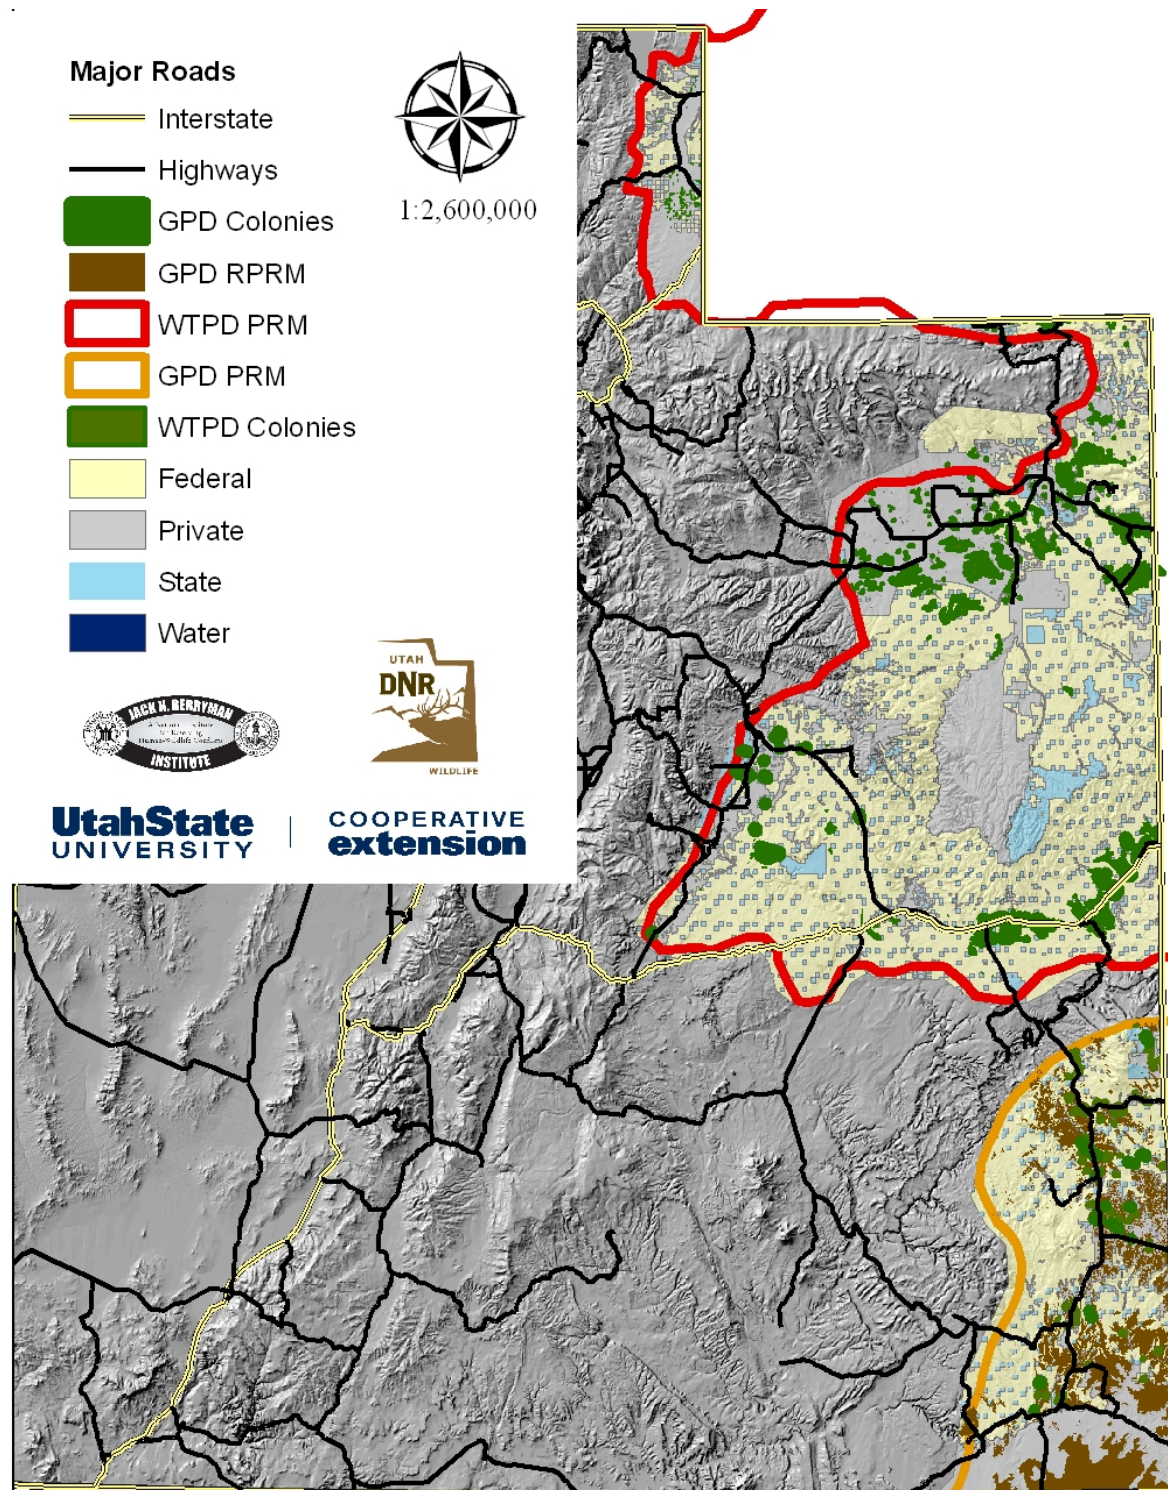 Major Roads
Interstate
Highways
GPD Colonies
GPD RPRM
WTPD PRM
GPD PRM
WTPD Colonies
Federal
Private
State
Water
1:2,600,000
JACK H. BERRYMAN
INSTITUTE
UTAH
DNR
WILDLIFE
UtahState
UNIVERSITY
COOPERATIVE
extension